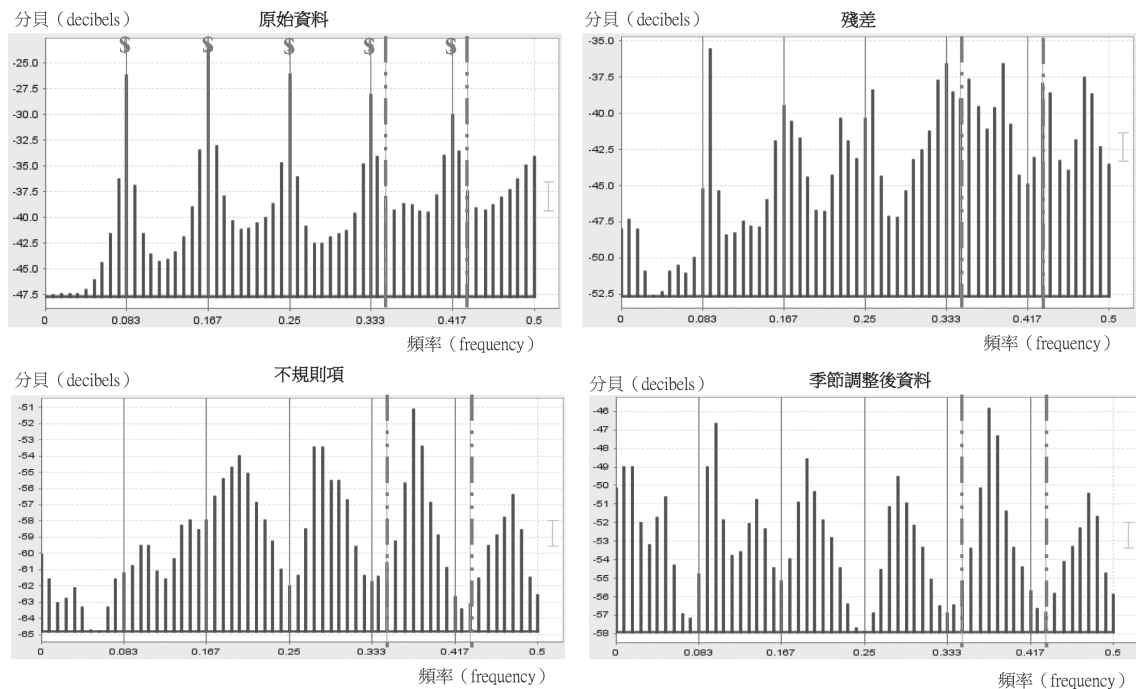 分貝（decibels）
原始資料
$ $ $ $ $
-25.0
-27.5
-30.0
-32.5
-35.0
-37.5
-40.0
-42.5
-45.0
-47.5
0 0.083 0.167 0.25 0.333 0.417 0.5
頻率（frequency）
分貝（decibels）
殘差
-35.0
-37.5
-40.0
-42.5
-45.0
-47.5
-50.0
-52.5
0 0.083 0.167 0.25 0.333 0.417 0.5
頻率（frequency）
分貝（decibels）
不規則項
-51
-52
-53
-54
-55
-56
-57
-58
-59
-60
-61
-62
-63
-64
-65
0 0.083 0.167 0.25 0.333 0.417 0.5
頻率（frequency）
分貝（decibels）
季節調整後資料
-46
-47
-48
-49
-50
-51
-52
-53
-54
-55
-56
-57
-58
0 0.083 0.167 0.25 0.333 0.417 0.5
頻率（frequency）